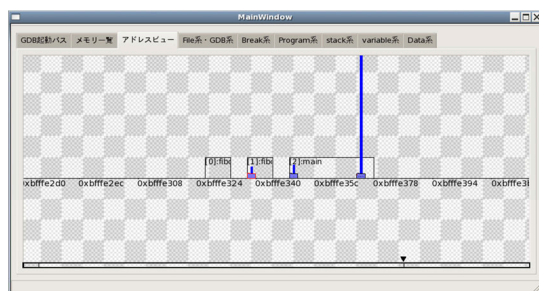 MainWindow
GDB起動パス メモリ一覧 アドレスビュー File系・GDB系 Break系 Program系 stack系 variable系 Data系
[0]:fib [1]:fib [2]:main
xbfffe2d0 0xbfffe2ec 0xbfffe308 0xbfffe324 0xbfffe340 0xbfffe35c 0xbfffe378 0xbfffe394